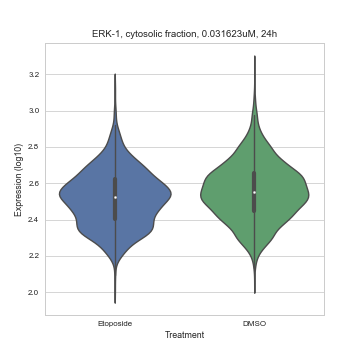 ERK-1, cytosolic fraction, 0.031623uM, 24h
Expression (log10)
3.2
3.0
2.8
2.6
2.4
2.2
2.0
Etoposide DMSO
Treatment